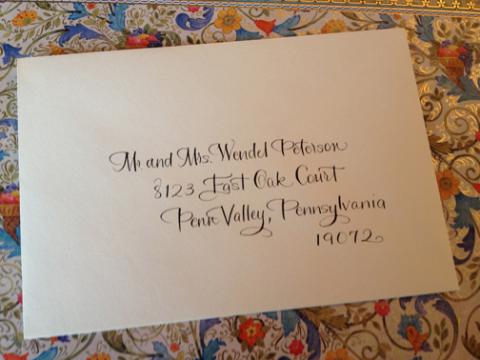 Mr. and Mrs. Wendel Peterson
8123 East Oak Court
Penn Valley, Pennsylvania
19072